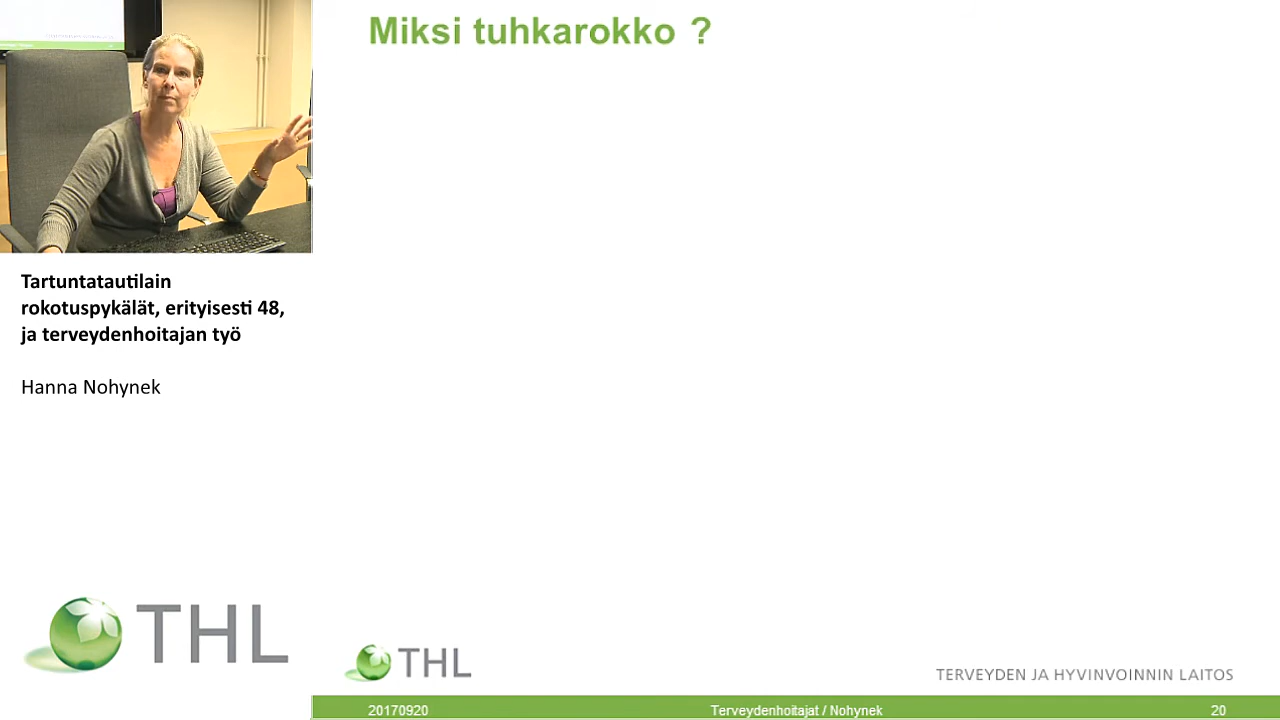 Miksi tuhkarokko ?
Tartuntatautilain
rokotuspykälät, erityisesti 48,
ja terveydenhoitajan työ
Hanna Nohynek
THL
THL
TERVEYDEN JA HYVINVOINNIN LAITOS
20170920
Terveydenhoitajat / Nohynek
20